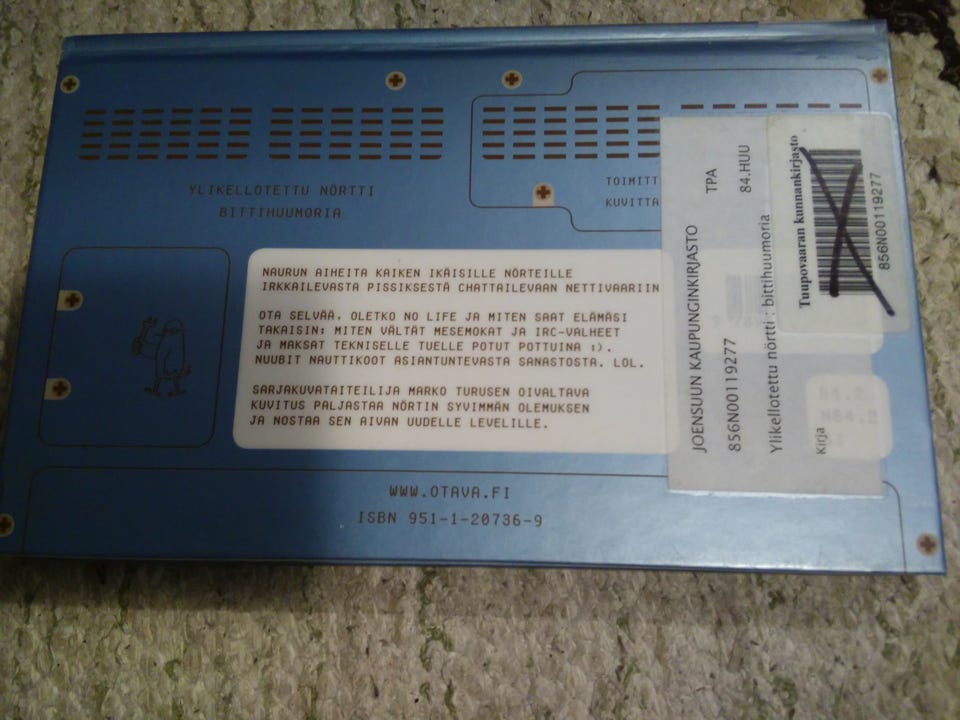 YLIKELLOTETTU NÖRTTI
BITTIHUUMORIA
TOIMITT
KUVITTA
NAURUN AIHEITA KAIKEN IKÄISILLE NÖRTEILLE
IRKKAILEVASTA PISSIKSESTÄ CHATTAILEVAAN NETTIVAARIIN
OTA SELVÄÄ, OLETKO NO LIFE JA MITEN SAAT ELÄMÄSI
TAKAISIN: MITEN VÄLTÄT MESEMOKAT JA IRC-VALHEET
JA MAKSAT TEKNISELLE TUELLE POTUT POTTUINA :).
NUUBIT NAUTTIKOOT ASIANTUNTEVASTA SANASTOSTA. LOL.
SARJAKUVATAITEILIJA MARKO TURUSEN OIVALTAVA
KUVITUS PALJASTAA NÖRTIN SYVIMMÄN OLEMUKSEN
JA NOSTAA SEN AIVAN UUDELLE LEVELILLE.
WWW.OTAVA.FI
ISBN 951-1-20736-9
JOENSUUN KAUPUNGINKIRJASTO TPA
856N00119277 84.HUU
Ylikellotettu nörtti : bittihuumoria
Kirja
Tuupovaaran kunnankirjasto
856N00119277
84.2